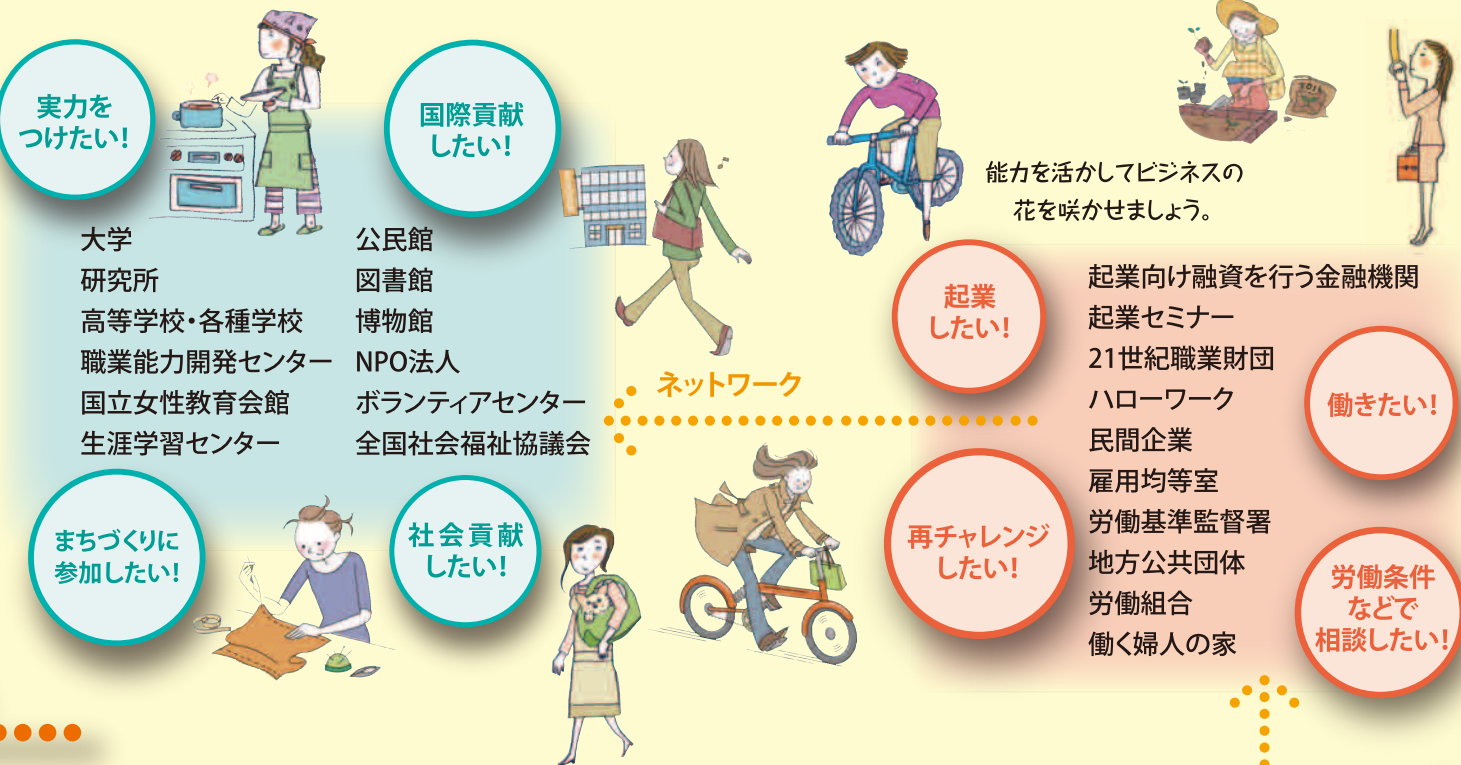 実力を
つけたい!
国際貢献
したい!
大学
研究所
高等学校・各種学校
職業能力開発センター
国立女性教育会館
生涯学習センター
公民館
図書館
博物館
NPO法人
ボランティアセンター
全国社会福祉協議会
まちづくりに
参加したい!
社会貢献
したい!
ネットワーク
能力を活かしてビジネスの
花を咲かせましょう。
起業
したい!
再チャレンジ
したい!
起業向け融資を行う金融機関
起業セミナー
21世紀職業財団
ハローワーク
民間企業
雇用均等室
労働基準監督署
地方公共団体
労働組合
働く婦人の家
働きたい!
労働条件
などで
相談したい!